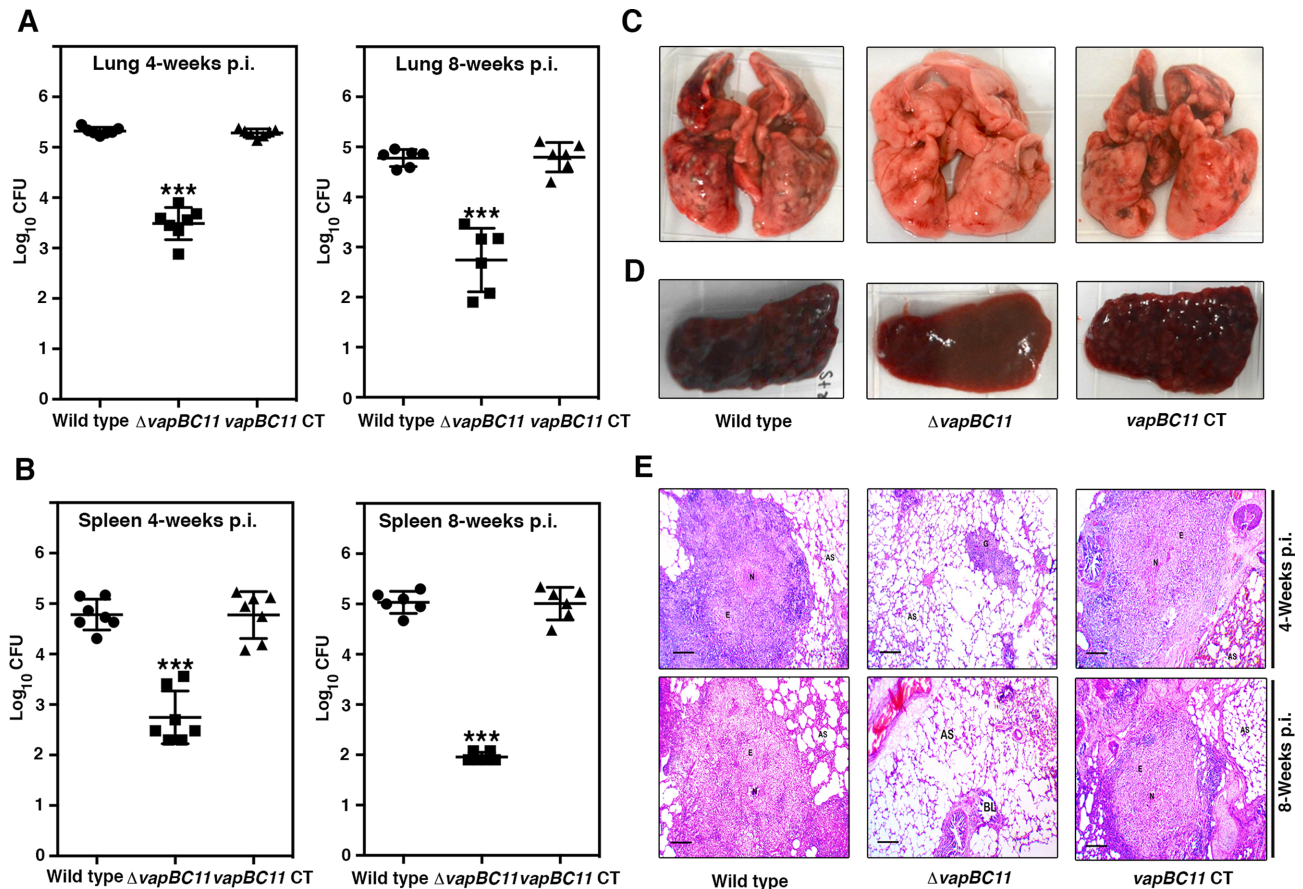 A
Lung 4-weeks p.i.
Log10 CFU
6
5
4
3
2
1
0
Wild type ΔvapBC11 vapBC11 CT
***
Lung 8-weeks p.i.
Log10 CFU
6
5
4
3
2
1
0
Wild type ΔvapBC11 vapBC11 CT
***
B
Spleen 4-weeks p.i.
Log10 CFU
6
5
4
3
2
1
0
Wild type ΔvapBC11 vapBC11 CT
***
Spleen 8-weeks p.i.
Log10 CFU
6
5
4
3
2
1
0
Wild type ΔvapBC11 vapBC11 CT
***
C
D
Wild type ΔvapBC11 vapBC11 CT
E
N
E
AS
G
AS
E
N
AS
4-Weeks p.i.
E
N
AS
AS
BL
E
N
AS
8-Weeks p.i.
Wild type ΔvapBC11 vapBC11 CT